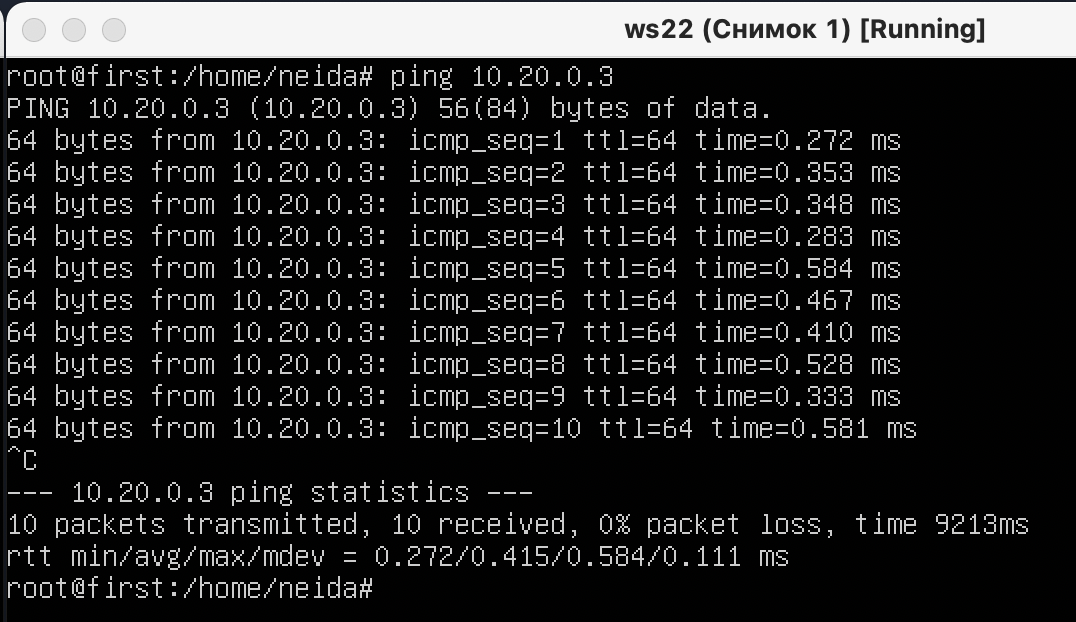 ws22 (Снимок 1) [Running]
root@first:/home/neida# ping 10.20.0.3
PING 10.20.0.3 (10.20.0.3) 56(84) bytes of data.
64 bytes from 10.20.0.3: icmp_seq=1 ttl=64 time=0.272 ms
64 bytes from 10.20.0.3: icmp_seq=2 ttl=64 time=0.353 ms
64 bytes from 10.20.0.3: icmp_seq=3 ttl=64 time=0.348 ms
64 bytes from 10.20.0.3: icmp_seq=4 ttl=64 time=0.283 ms
64 bytes from 10.20.0.3: icmp_seq=5 ttl=64 time=0.584 ms
64 bytes from 10.20.0.3: icmp_seq=6 ttl=64 time=0.467 ms
64 bytes from 10.20.0.3: icmp_seq=7 ttl=64 time=0.410 ms
64 bytes from 10.20.0.3: icmp_seq=8 ttl=64 time=0.528 ms
64 bytes from 10.20.0.3: icmp_seq=9 ttl=64 time=0.333 ms
64 bytes from 10.20.0.3: icmp_seq=10 ttl=64 time=0.581 ms
^C
--- 10.20.0.3 ping statistics ---
10 packets transmitted, 10 received, 0% packet loss, time 9213ms
rtt min/avg/max/mdev = 0.272/0.415/0.584/0.111 ms
root@first:/home/neida#